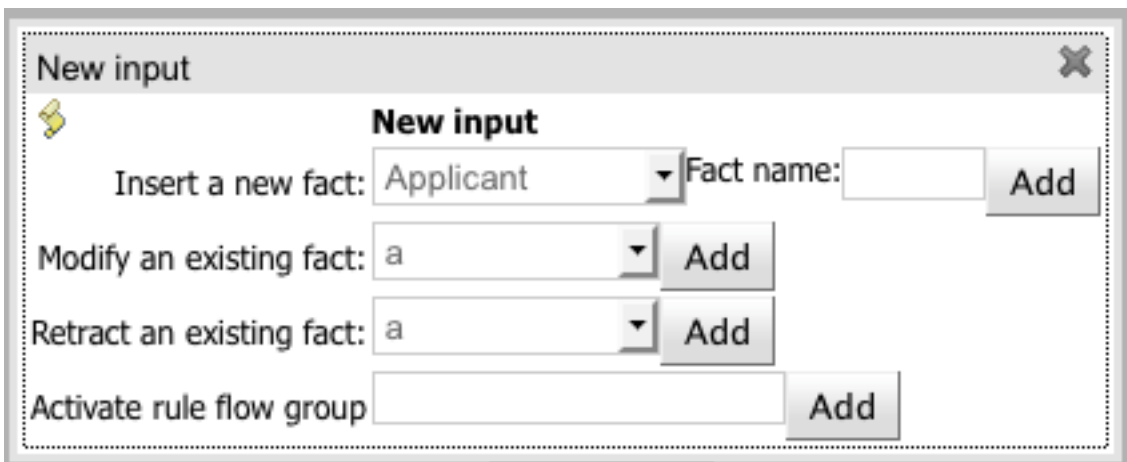 New input
New input
Insert a new fact: Applicant Fact name: Add
Modify an existing fact: a Add
Retract an existing fact: a Add
Activate rule flow group Add